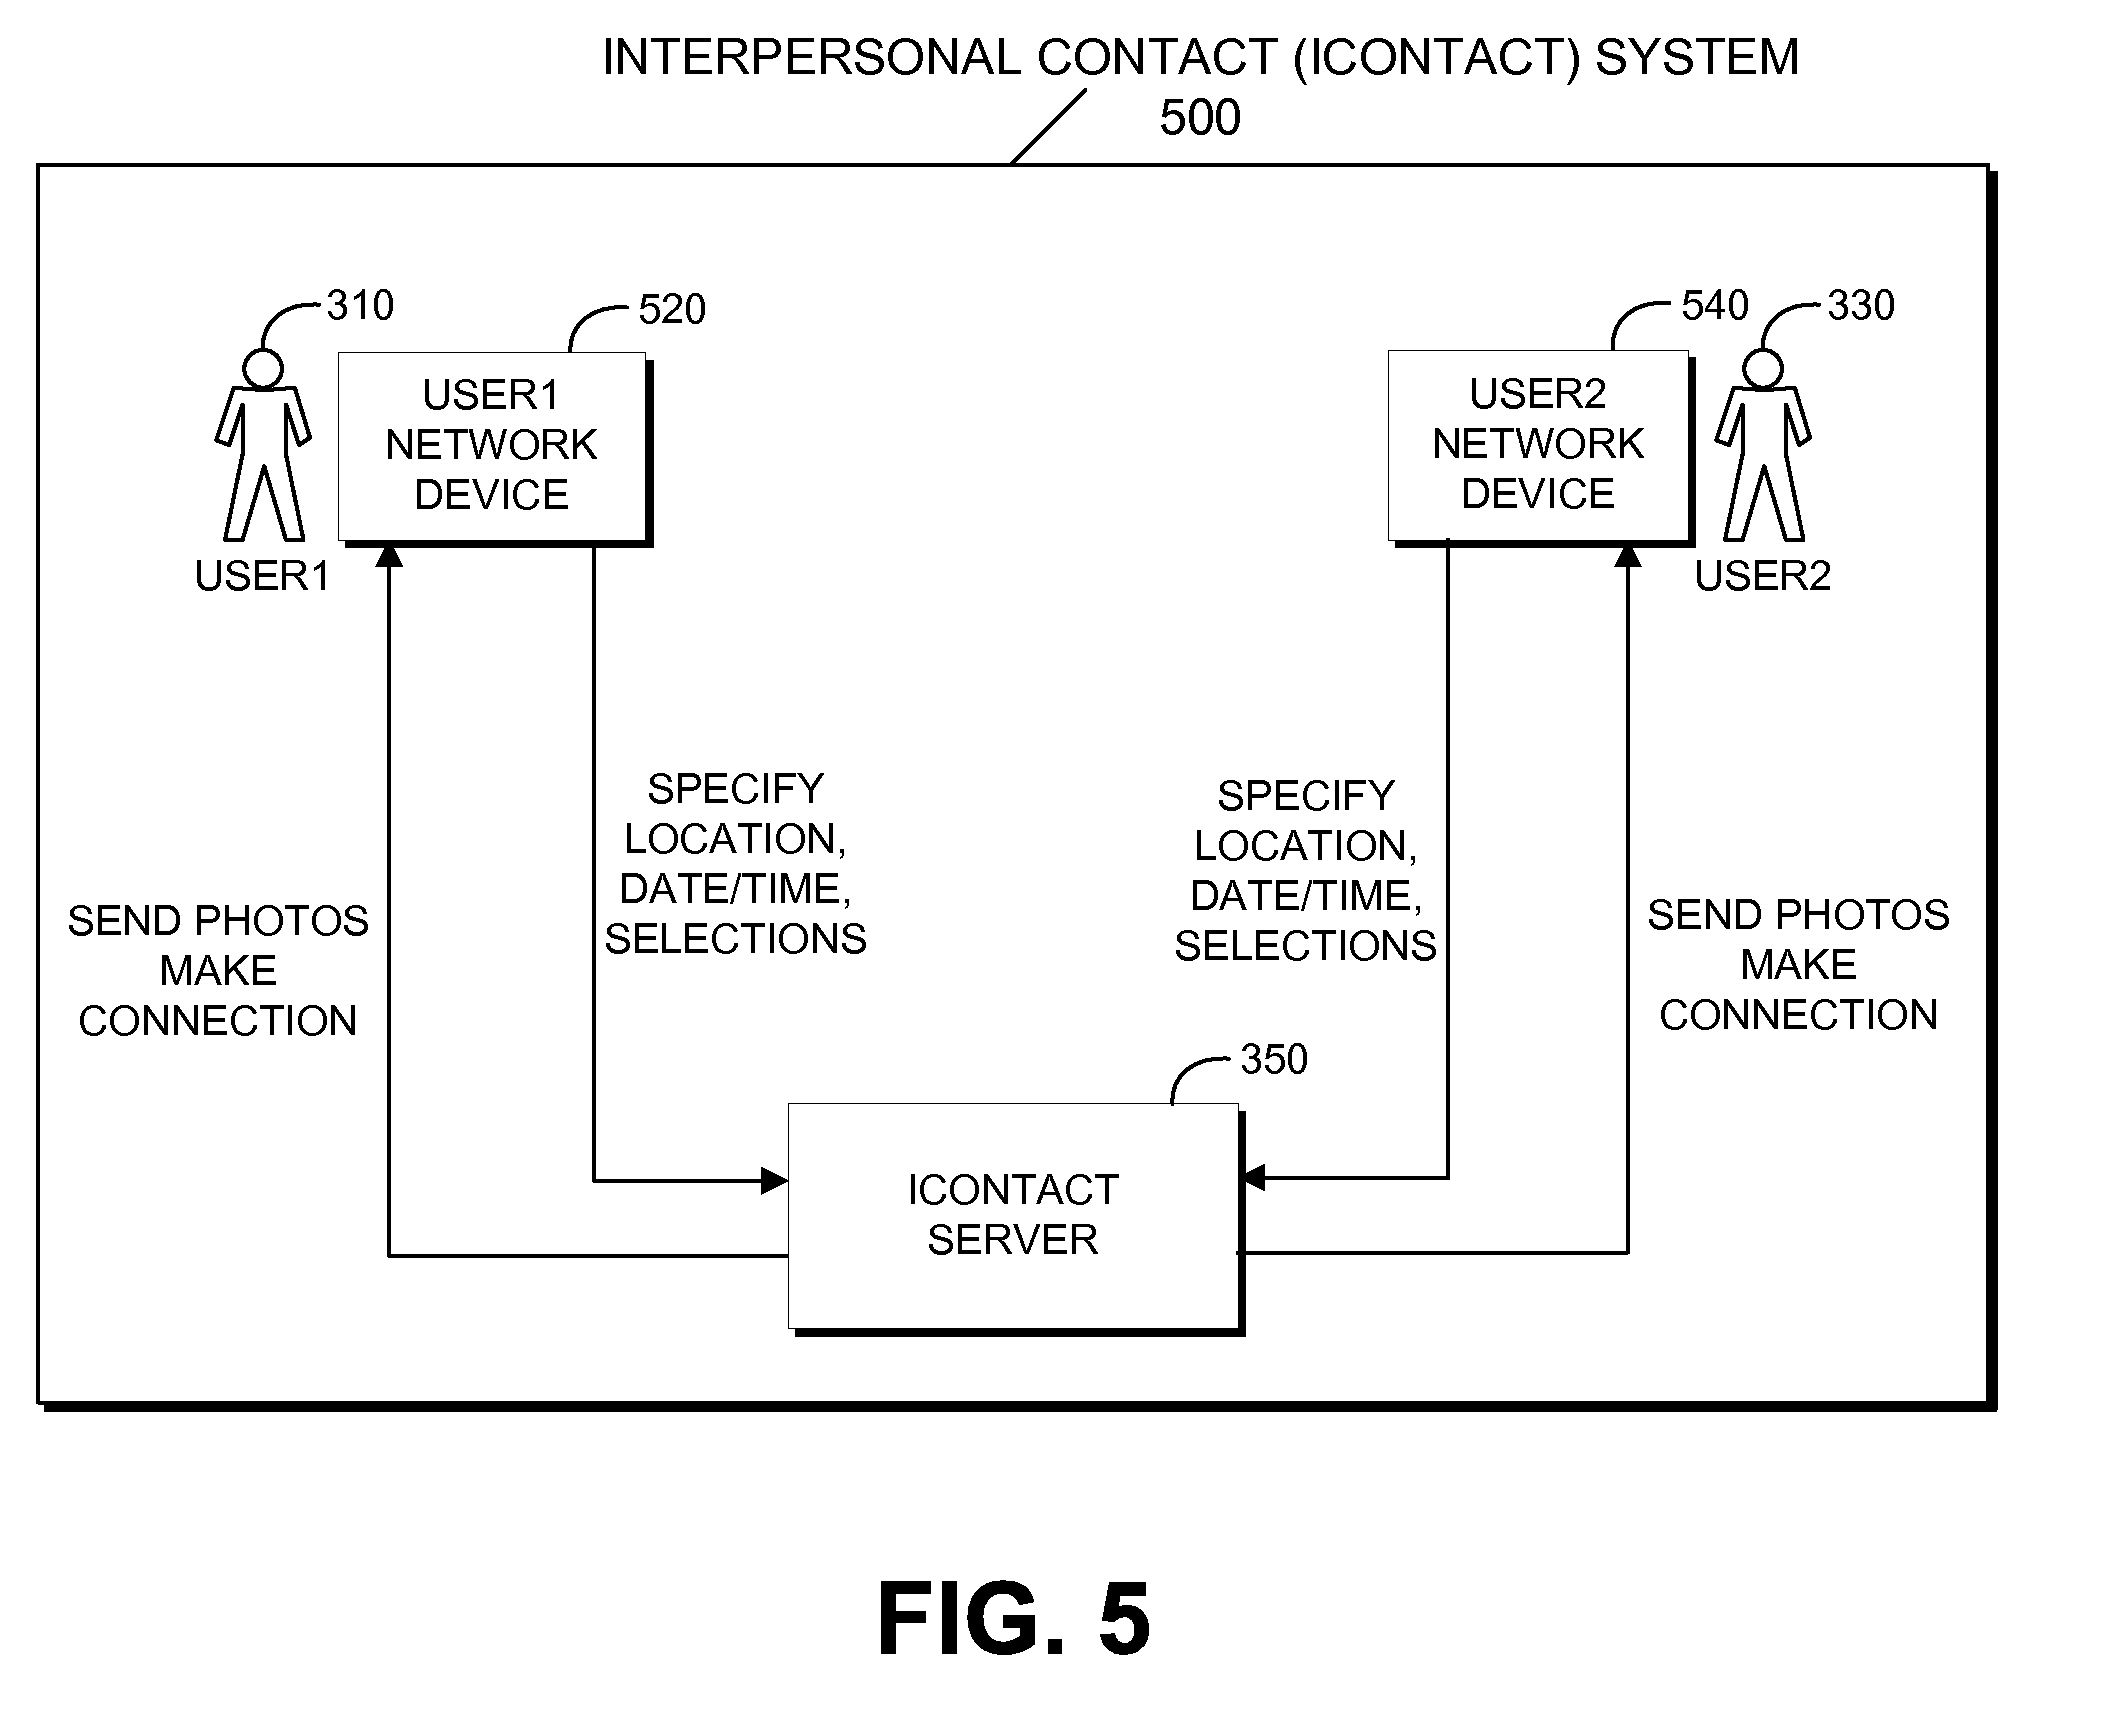 INTERPERSONAL CONTACT (ICONTACT) SYSTEM
500
310
520
540
330
USER1
NETWORK
DEVICE
USER2
NETWORK
DEVICE
USER1
USER2
SPECIFY
LOCATION,
DATE/TIME,
SELECTIONS
SPECIFY
LOCATION,
DATE/TIME,
SELECTIONS
SEND PHOTOS
MAKE
CONNECTION
SEND PHOTOS
MAKE
CONNECTION
350
ICONTACT
SERVER
FIG. 5